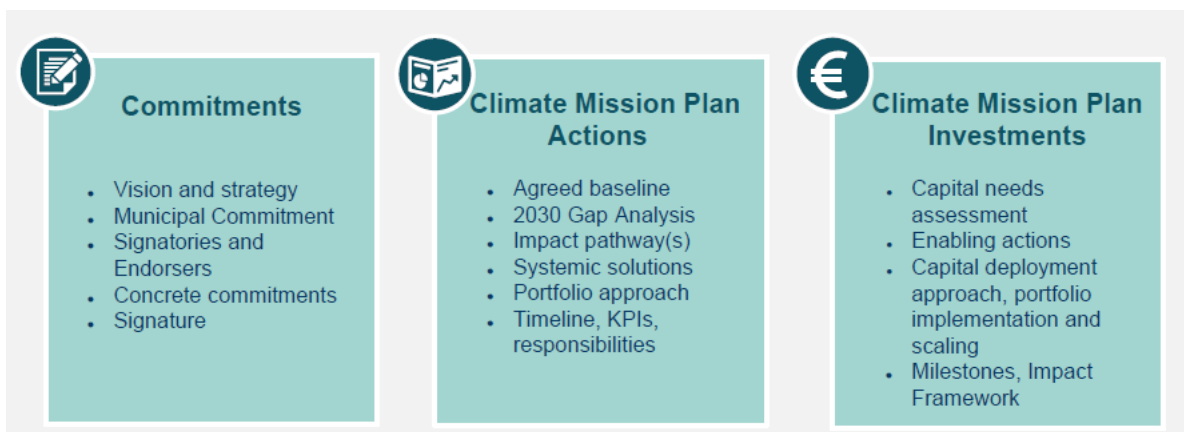 Commitments
• Vision and strategy
• Municipal Commitment
• Signatories and
Endorsers
• Concrete commitments
• Signature
Climate Mission Plan
Actions
• Agreed baseline
• 2030 Gap Analysis
• Impact pathway(s)
• Systemic solutions
• Portfolio approach
• Timeline, KPIs,
responsibilities
€
Climate Mission Plan
Investments
• Capital needs
assessment
• Enabling actions
• Capital deployment
approach, portfolio
implementation and
scaling
• Milestones, Impact
Framework